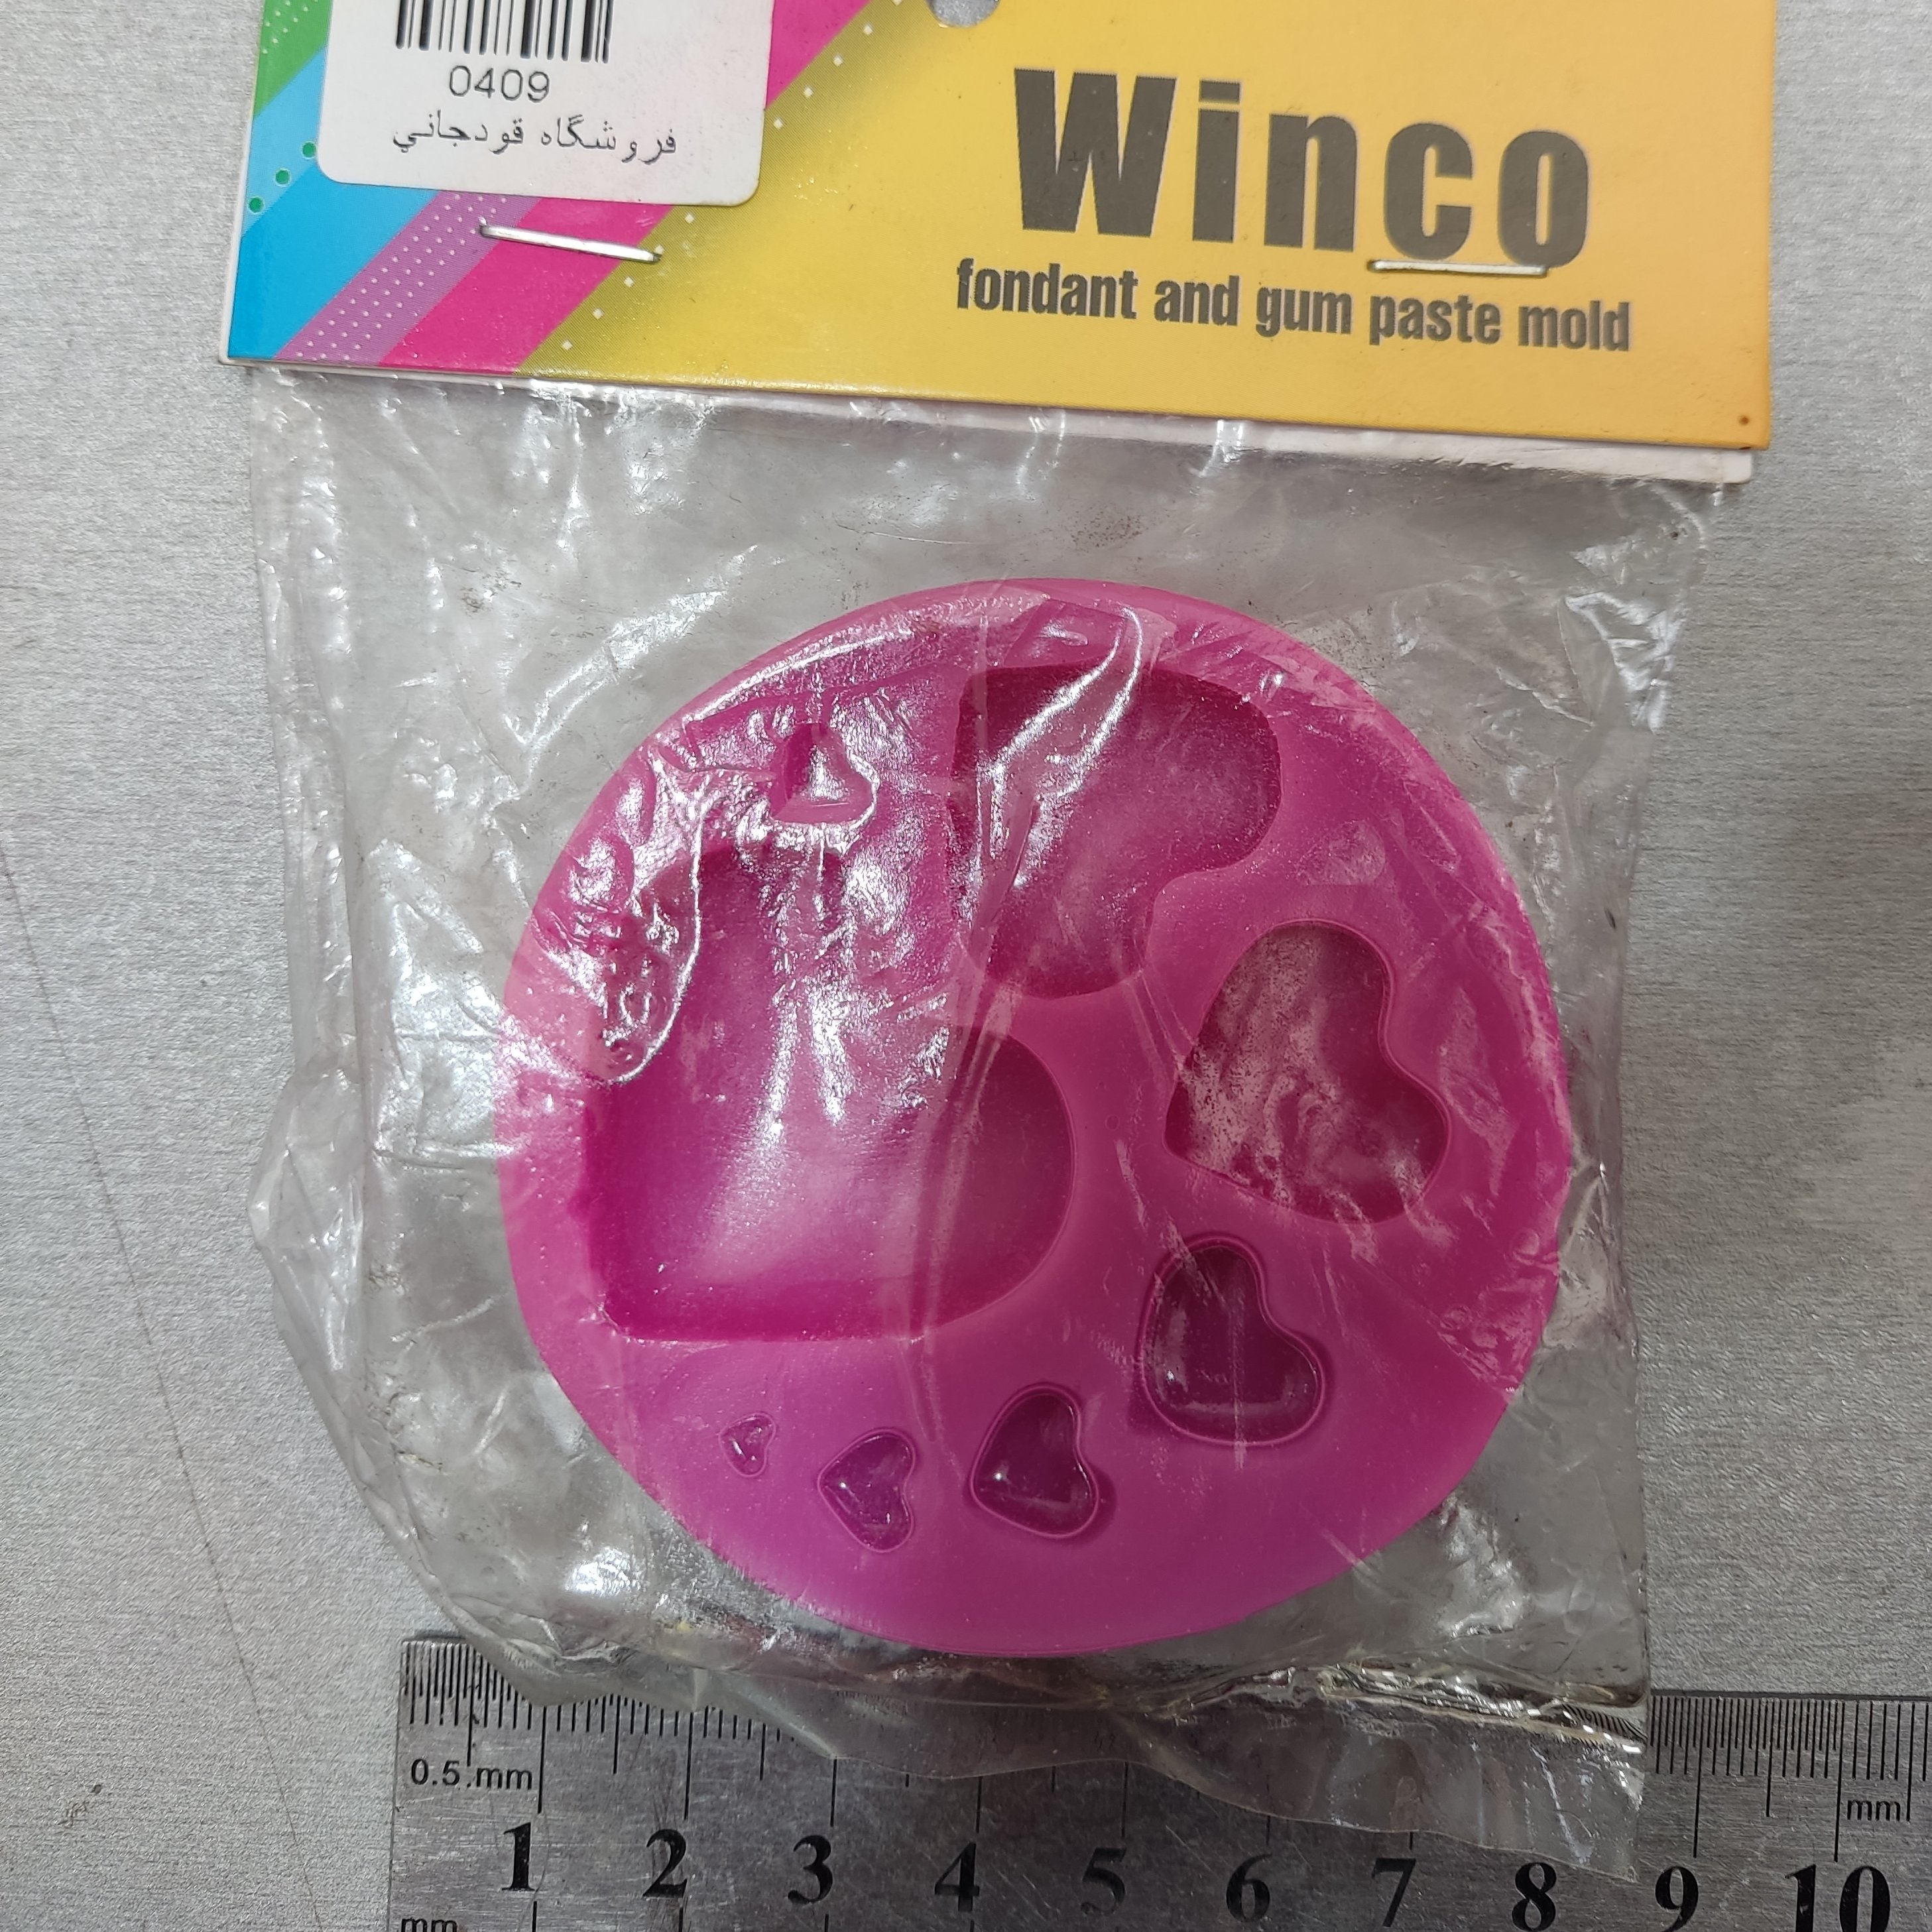 0409
فروشگاه قودجاني
Winco
fondant and gum paste mold
0.5 mm
mm
1 2 3 4 5 6 7 8 9 10
mm